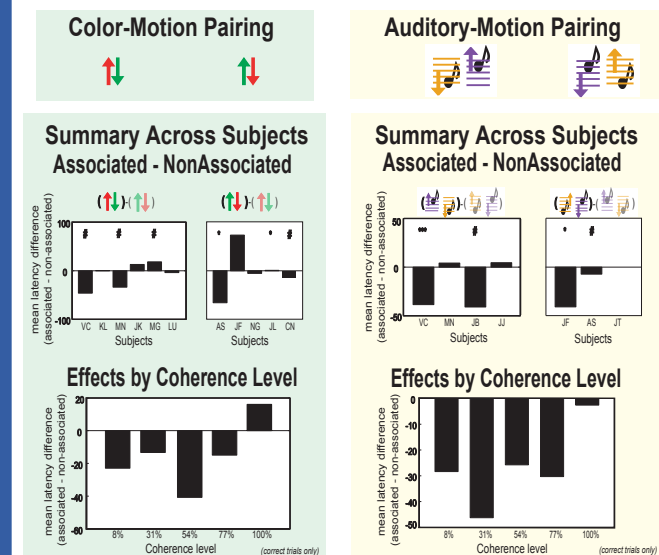 Color-Motion Pairing
Summary Across Subjects
Associated - NonAssociated
( )-( )
( )-( )
mean latency difference
(associated - non-associated)
100
0
-100
# # #
VC KL MN JK MG LU
Subjects
* * #
AS JF NG JL CN
Subjects
Effects by Coherence Level
mean latency difference
(associated - non-associated)
20
0
-20
-40
-60
8% 31% 54% 77% 100%
Coherence level
(correct trials only)
Auditory-Motion Pairing
Summary Across Subjects
Associated - NonAssociated
( )-( )
( )-( )
mean latency difference
(associated - non-associated)
50
0
-50
*** #
VC MN JB JJ
Subjects
* #
JF AS JT
Subjects
Effects by Coherence Level
mean latency difference
(associated - non-associated)
0
-10
-20
-30
-40
-50
8% 31% 54% 77% 100%
Coherence level
(correct trials only)